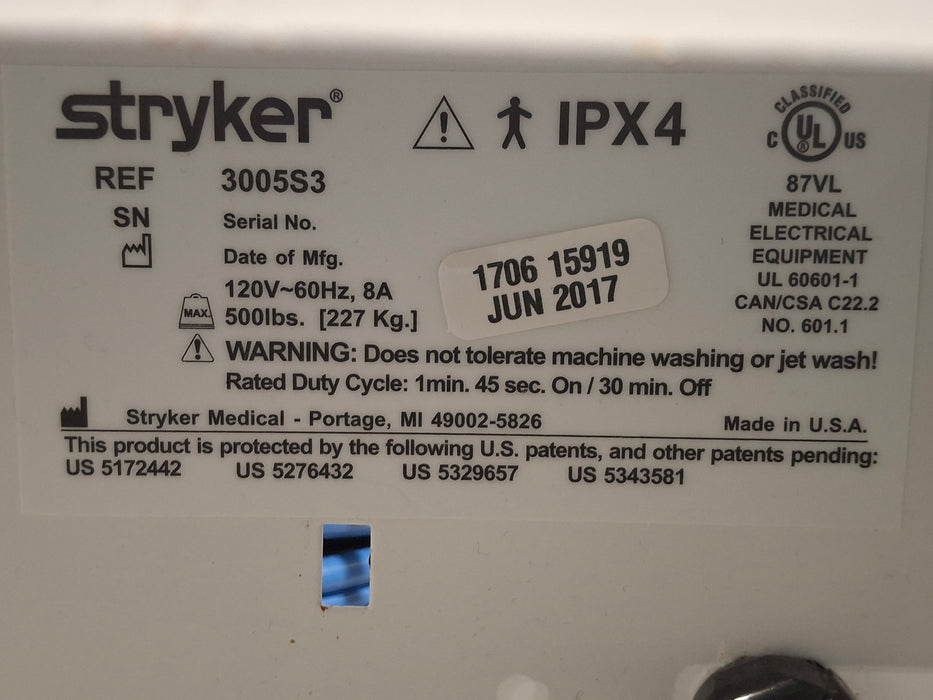 stryker®
IPX4
CLASSIFIED
C UL® US
REF 3005S3
87VL
MEDICAL
ELECTRICAL
EQUIPMENT
UL 60601-1
CAN/CSA C22.2
NO. 601.1
SN Serial No.
Date of Mfg.
1706 15919
JUN 2017
120V~60Hz, 8A
MAX. 500lbs. [227 Kg.]
WARNING: Does not tolerate machine washing or jet wash!
Rated Duty Cycle: 1min. 45 sec. On / 30 min. Off
Stryker Medical - Portage, MI 49002-5826 Made in U.S.A.
This product is protected by the following U.S. patents, and other patents pending:
US 5172442 US 5276432 US 5329657 US 5343581